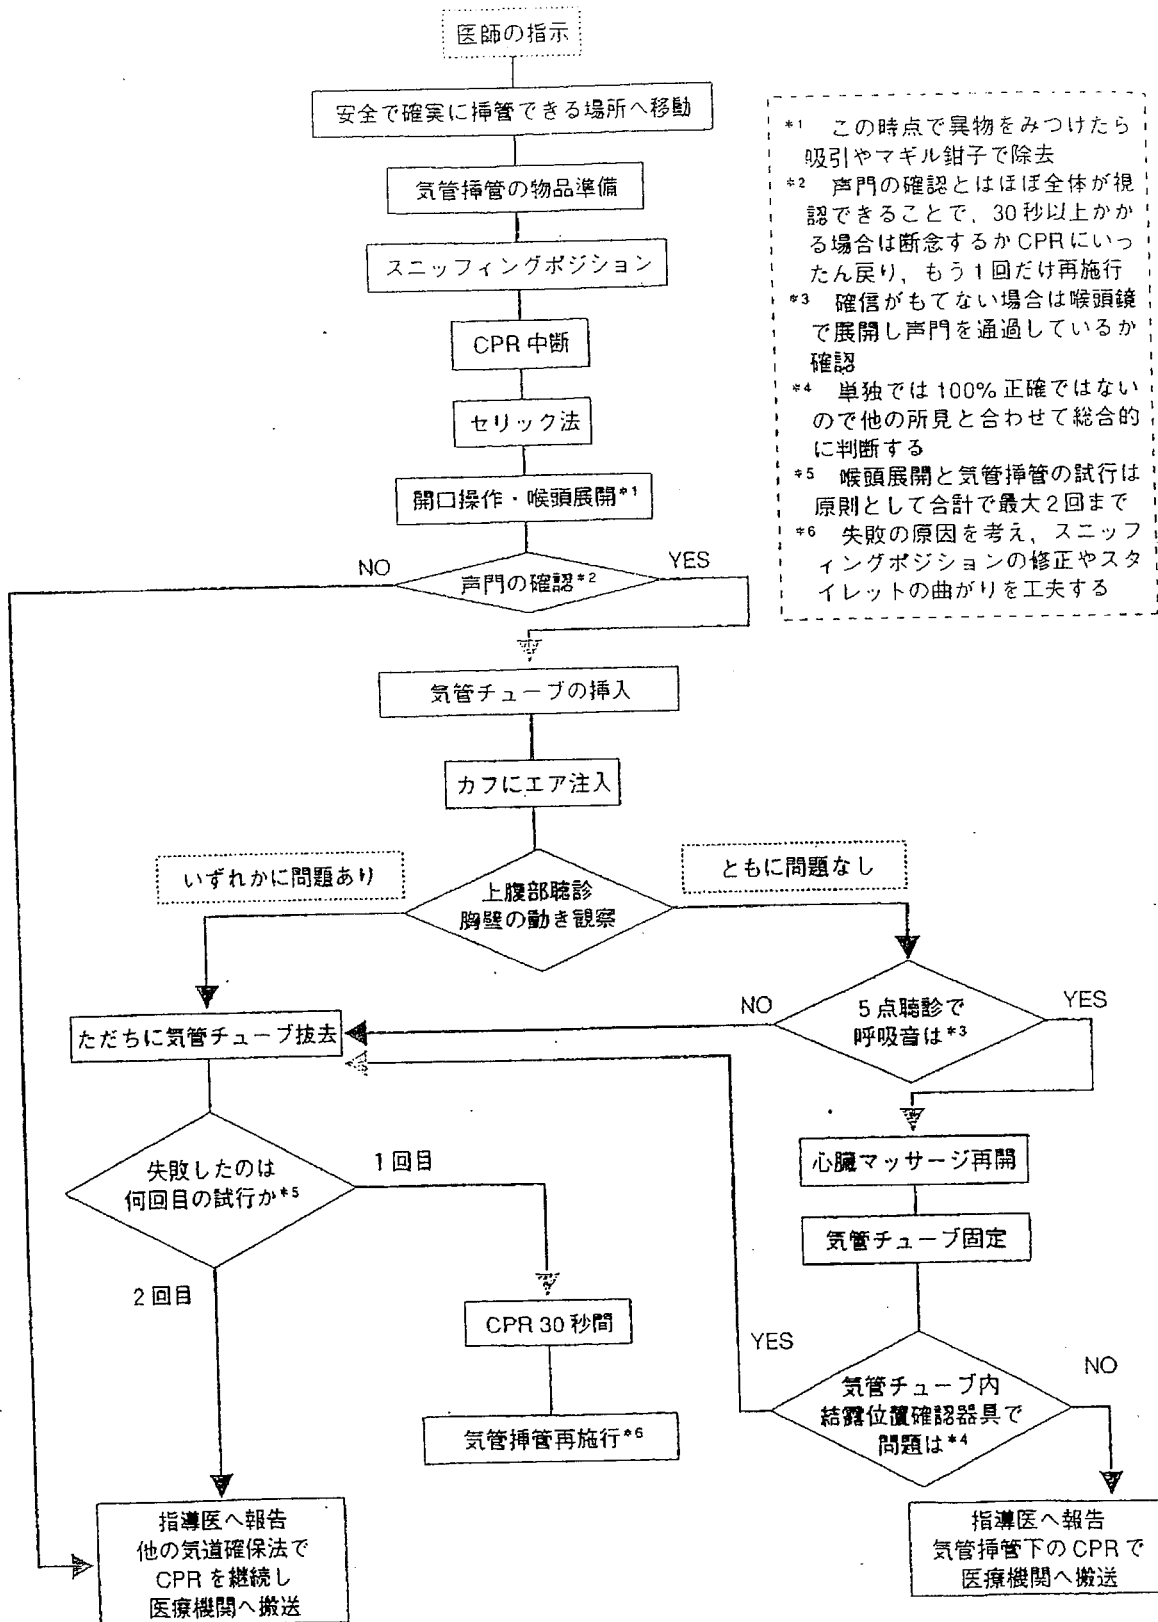 医師の指示
安全で確実に挿管できる場所へ移動
気管挿管の物品準備
スニッフィングポジション
CPR 中断
セリック法
開口操作・喉頭展開*1
NO
声門の確認*2
YES
*1 この時点で異物をみつけたら
吸引やマギル鉗子で除去
*2 声門の確認とはほぼ全体が視
認できることで，30 秒以上かか
る場合は断念するか CPR にいっ
たん戻り，もう 1 回だけ再施行
*3 確信がもてない場合は喉頭鏡
で展開し声門を通過しているか
確認
*4 単独では 100% 正確ではない
ので他の所見と合わせて総合的
に判断する
*5 喉頭展開と気管挿管の試行は
原則として合計で最大 2 回まで
*6 失敗の原因を考え，スニッフ
ィングポジションの修正やスタ
イレットの曲がりを工夫する
気管チューブの挿入
カフにエア注入
いずれかに問題あり
上腹部聴診
胸壁の動き観察
ともに問題なし
ただちに気管チューブ抜去
NO
5 点聴診で
呼吸音は*3
YES
失敗したのは
何回目の試行か*5
1 回目
2 回目
CPR 30 秒間
気管挿管再施行*6
心臓マッサージ再開
気管チューブ固定
YES
気管チューブ内
結露位置確認器具で
問題は*4
NO
指導医へ報告
他の気道確保法で
CPR を継続し
医療機関へ搬送
指導医へ報告
気管挿管下の CPR で
医療機関へ搬送